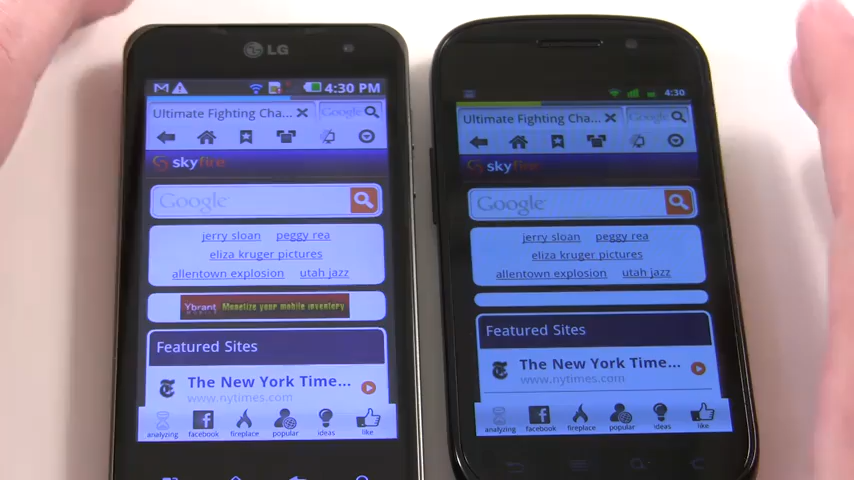 LG
4:30 PM
Ultimate Fighting Cha...
Google
skyfire
Google
jerry sloan peggy rea
eliza kruger pictures
allentown explosion utah jazz
Ybrant Monetize your mobile inventory
Featured Sites
The New York Time...
www.nytimes.com
analyzing facebook fireplace popular ideas like
4:30
Ultimate Fighting Cha...
Google
skyfire
Google
jerry sloan peggy rea
eliza kruger pictures
allentown explosion utah jazz
Featured Sites
The New York Time...
www.nytimes.com
analyzing facebook fireplace popular ideas like